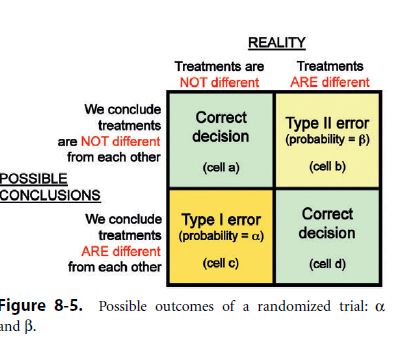 REALITY
Treatments are
NOT different
Treatments
ARE different
We conclude
treatments
are NOT different
from each other
Correct
decision
(cell a)
Type II error
(probability = β)
(cell b)
POSSIBLE
CONCLUSIONS
We conclude
treatments
ARE different
from each other
Type I error
(probability = α)
(cell c)
Correct
decision
(cell d)
Figure 8-5. Possible outcomes of a randomized trial: α
and β.